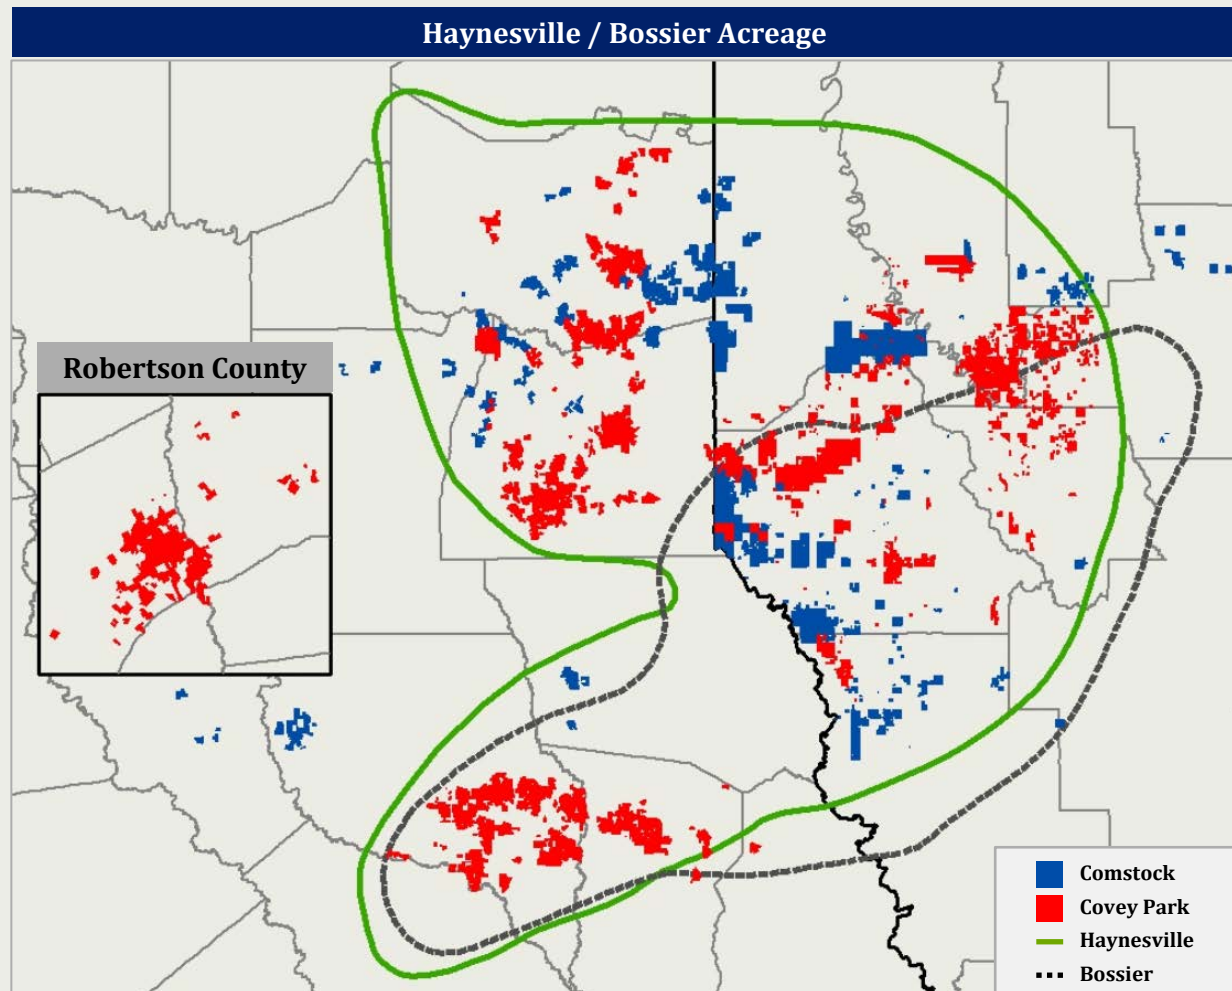 Haynesville / Bossier Acreage
Robertson County
Comstock
Covey Park
Haynesville
Bossier